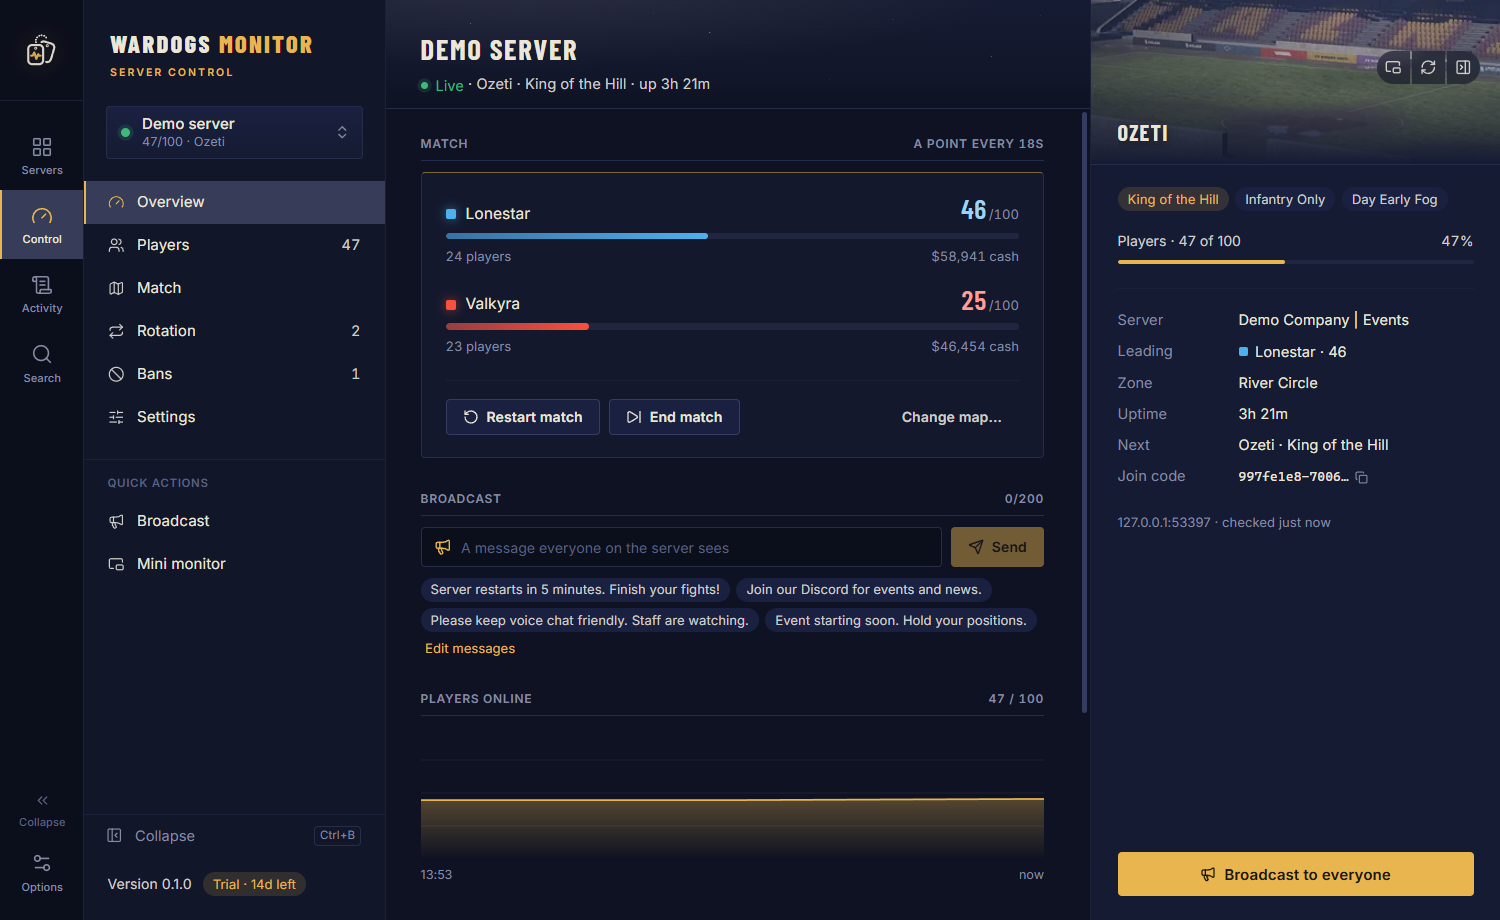 Servers
Control
Activity
Search
Collapse
Options
WARDOGS MONITOR
SERVER CONTROL
Demo server
47/100 · Ozeti
Overview
Players 47
Match
Rotation 2
Bans 1
Settings
QUICK ACTIONS
Broadcast
Mini monitor
Collapse Ctrl+B
Version 0.1.0 Trial · 14d left
DEMO SERVER
Live · Ozeti · King of the Hill · up 3h 21m
MATCH A POINT EVERY 18S
Lonestar 46/100
24 players $58,941 cash
Valkyra 25/100
23 players $46,454 cash
Restart match End match Change map...
BROADCAST 0/200
A message everyone on the server sees Send
Server restarts in 5 minutes. Finish your fights! Join our Discord for events and news.
Please keep voice chat friendly. Staff are watching. Event starting soon. Hold your positions.
Edit messages
PLAYERS ONLINE 47 / 100
13:53 now
OZETI
King of the Hill Infantry Only Day Early Fog
Players · 47 of 100 47%
Server Demo Company | Events
Leading Lonestar · 46
Zone River Circle
Uptime 3h 21m
Next Ozeti · King of the Hill
Join code 997fe1e8-7006…
127.0.0.1:53397 · checked just now
Broadcast to everyone